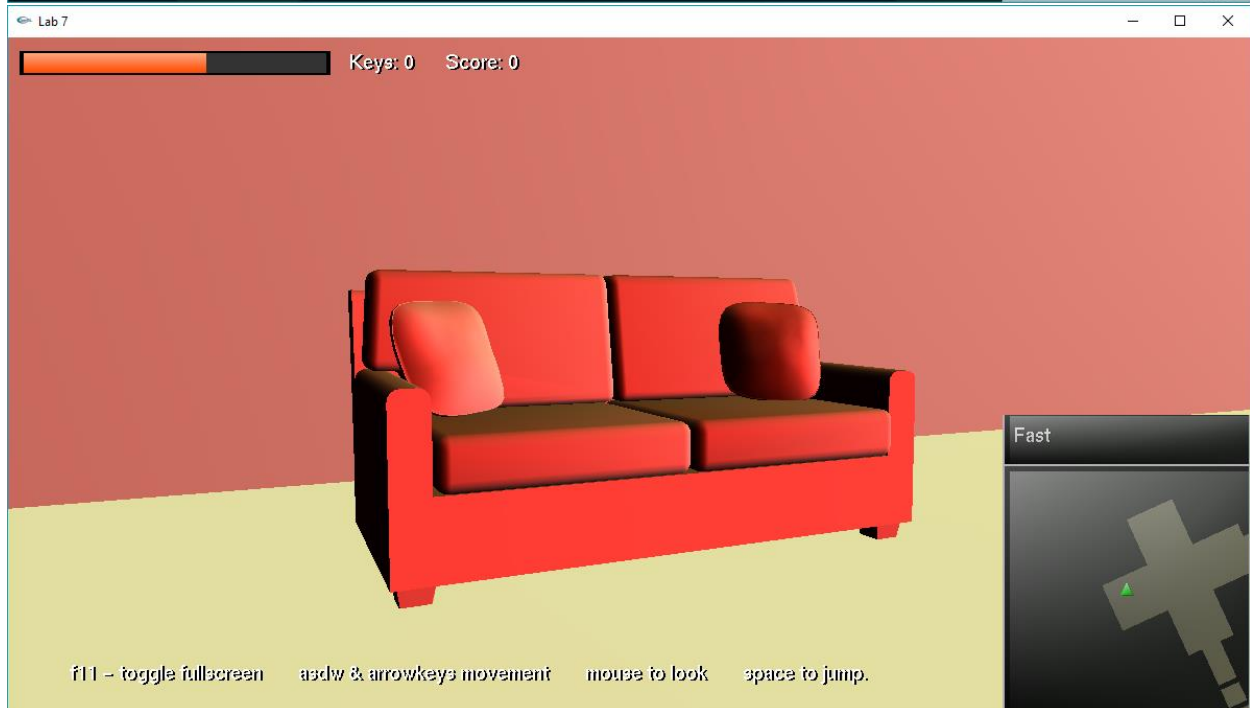 Lab 7
Keys: 0 Score: 0
Fast
f11 - toggle fullscreen asdw & arrowkeys movement mouse to look space to jump.